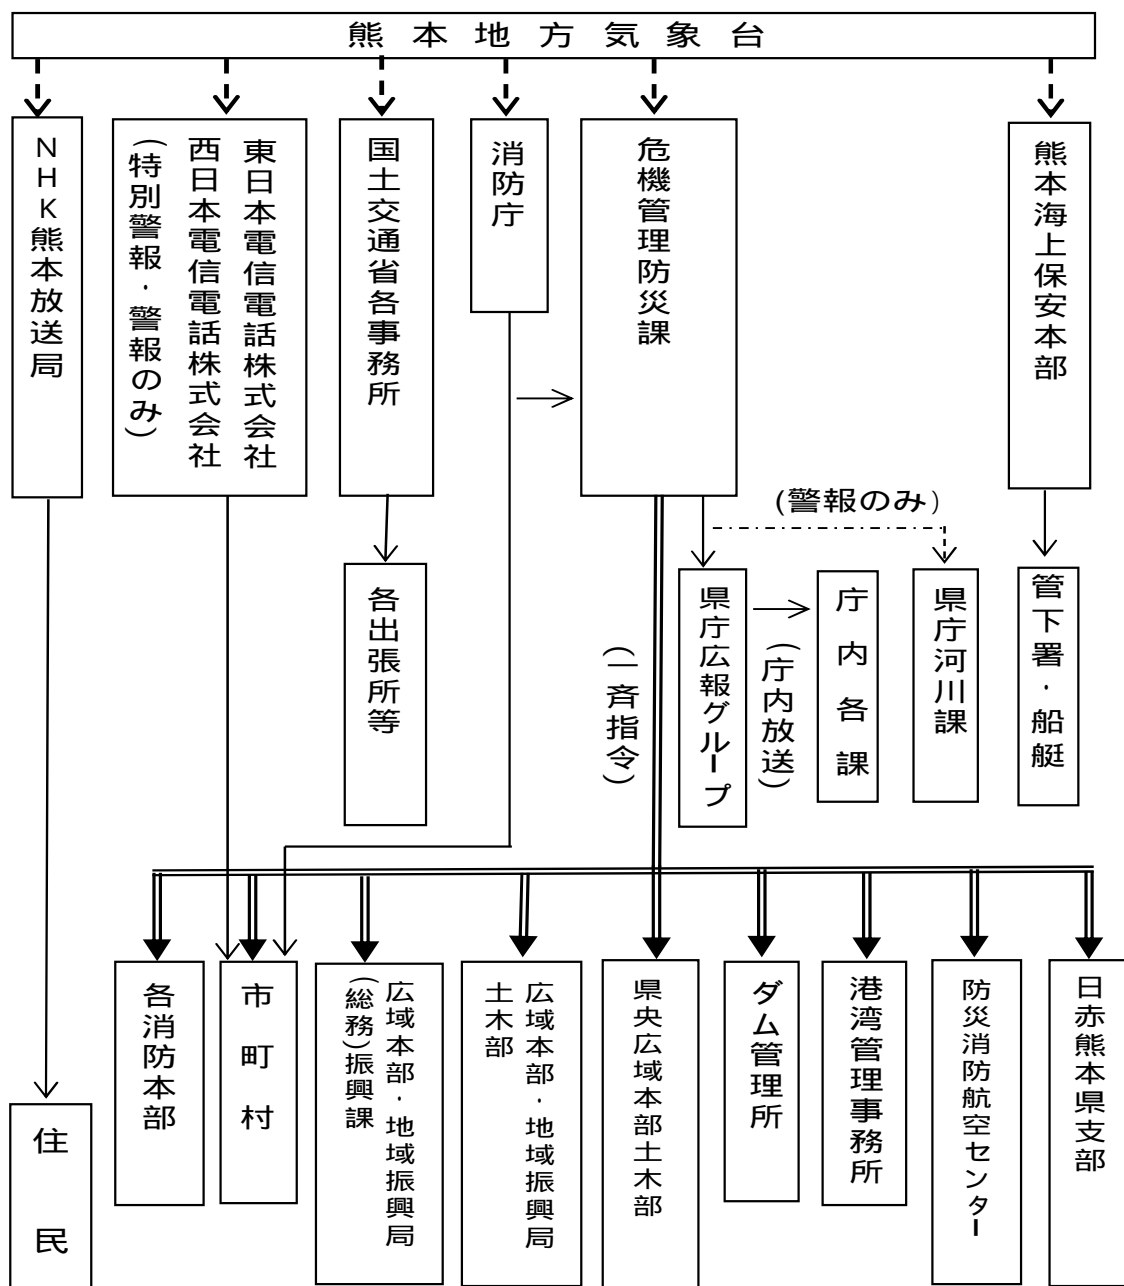 熊本地方気象台
NHK熊本放送局
東日本電信電話株式会社
西日本電信電話株式会社
(特別警報・警報のみ)
国土交通省各事務所
消防庁
危機管理防災課
熊本海上保安本部
(警報のみ)
各出張所等
(一斉指令)
県庁広報グループ
(庁内放送)
庁内各課
県庁河川課
管下署・船艇
住民
各消防本部
市町村
広域本部・地域振興局
(総務)振興課
広域本部・地域振興局
土木部
県央広域本部土木部
ダム管理所
港湾管理事務所
防災消防航空センター
日赤熊本県支部